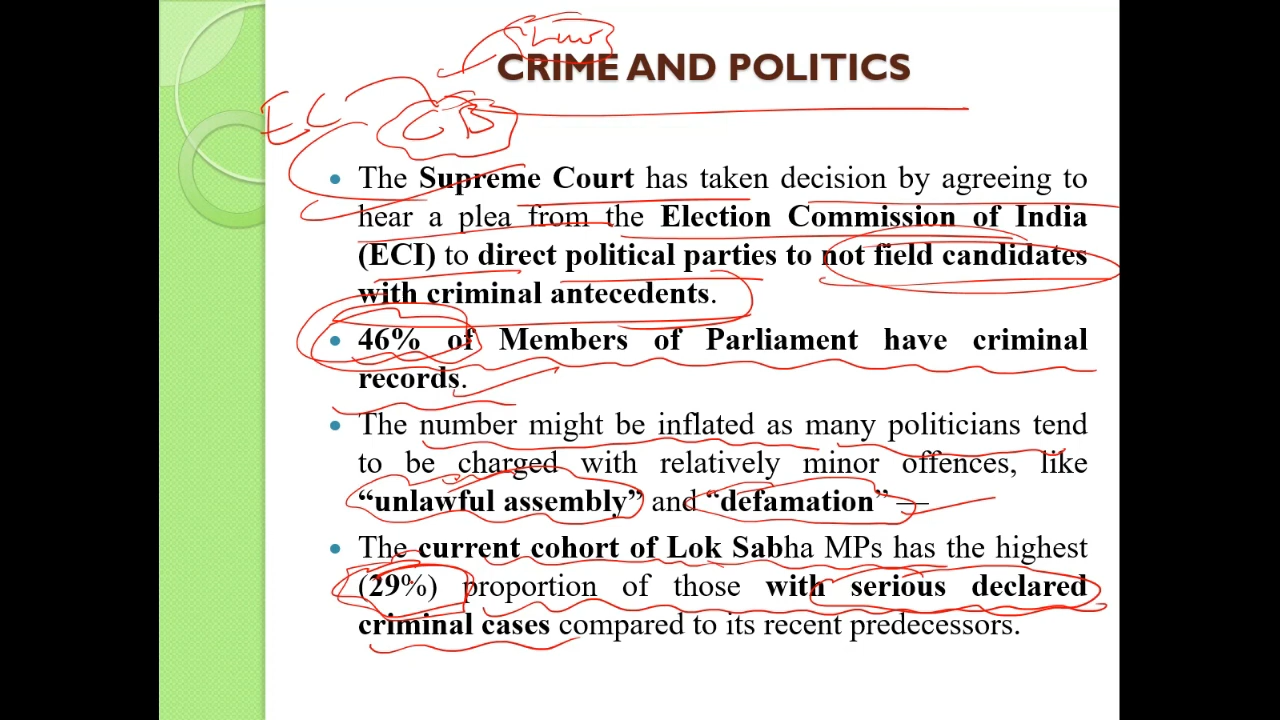 Law
CRIME AND POLITICS
EC
CB
The Supreme Court has taken decision by agreeing to
hear a plea from the Election Commission of India
(ECI) to direct political parties to not field candidates
with criminal antecedents.
46% of Members of Parliament have criminal
records.
The number might be inflated as many politicians tend
to be charged with relatively minor offences, like
“unlawful assembly” and “defamation” —
The current cohort of Lok Sabha MPs has the highest
(29%) proportion of those with serious declared
criminal cases compared to its recent predecessors.